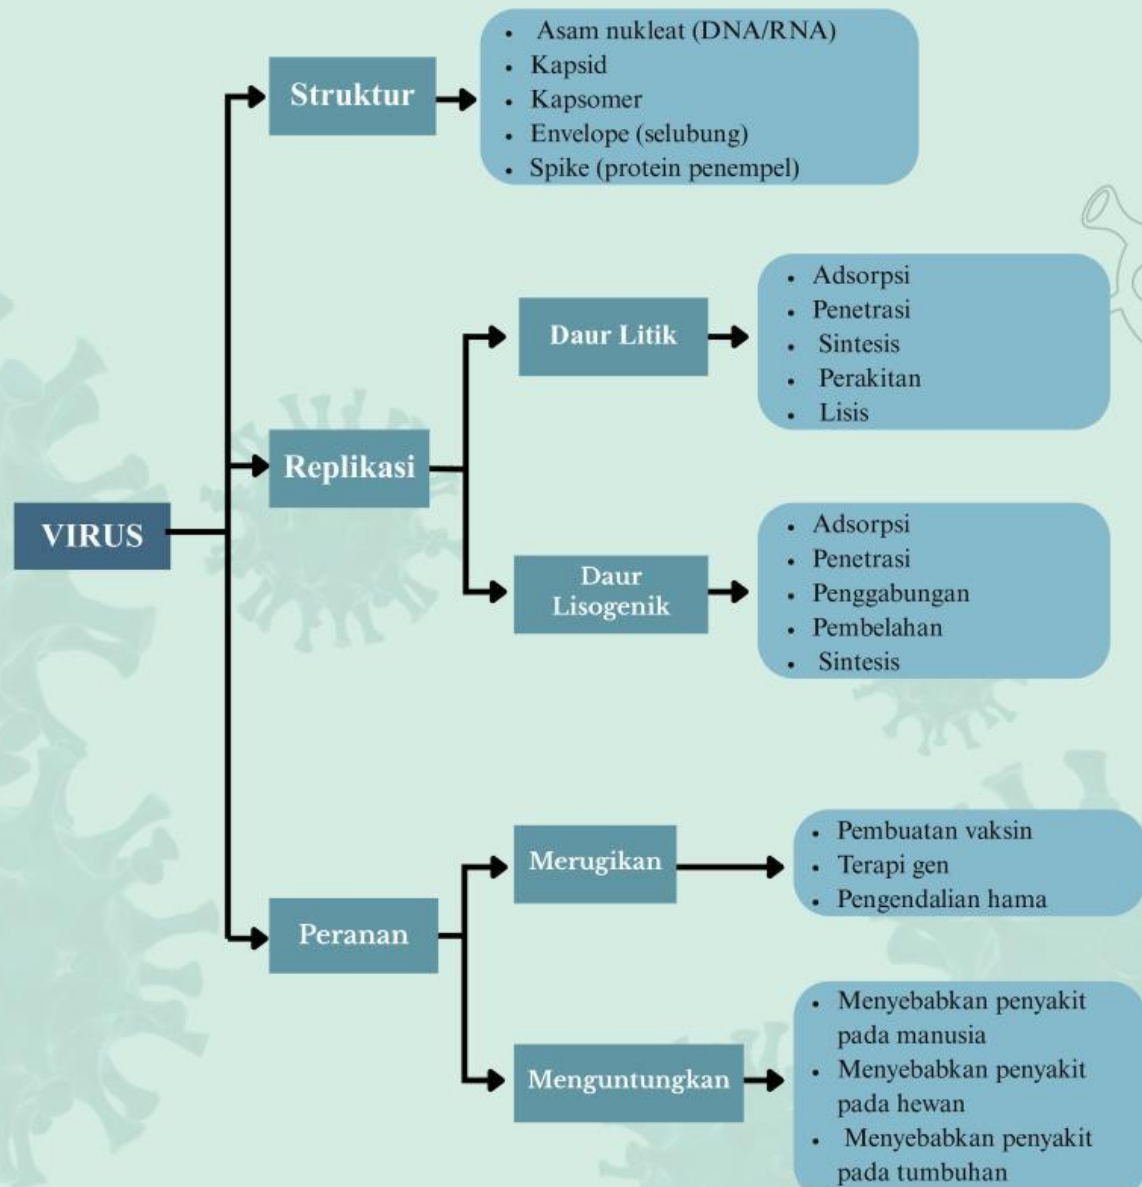 VIRUS
Struktur
• Asam nukleat (DNA/RNA)
• Kapsid
• Kapsomer
• Envelope (selubung)
• Spike (protein penempel)
Replikasi
Daur Litik
• Adsorpsi
• Penetrasi
• Sintesis
• Perakitan
• Lisis
Daur
Lisogenik
• Adsorpsi
• Penetrasi
• Penggabungan
• Pembelahan
• Sintesis
Peranan
Merugikan
• Pembuatan vaksin
• Terapi gen
• Pengendalian hama
Menguntungkan
• Menyebabkan penyakit
pada manusia
• Menyebabkan penyakit
pada hewan
• Menyebabkan penyakit
pada tumbuhan